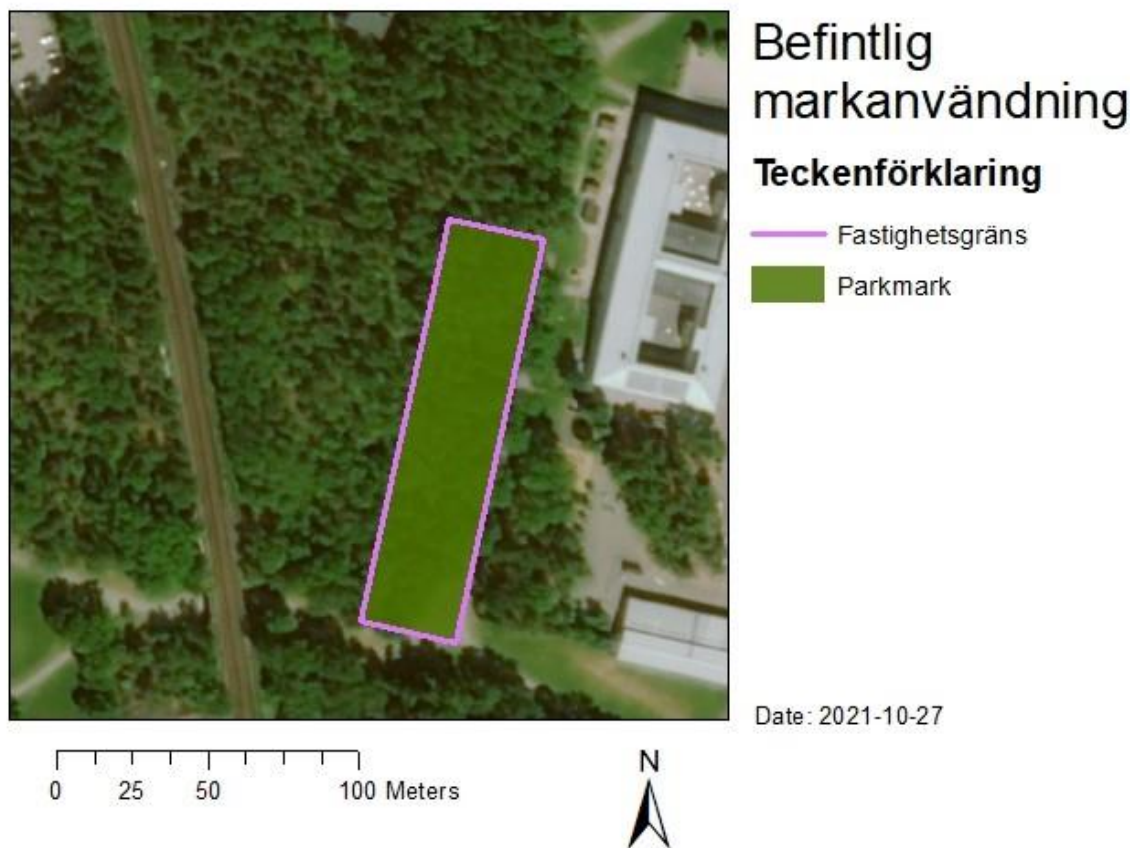 Befintlig
markanvändning
Teckenförklaring
Fastighetsgräns
Parkmark
Date: 2021-10-27
0 25 50 100 Meters
N